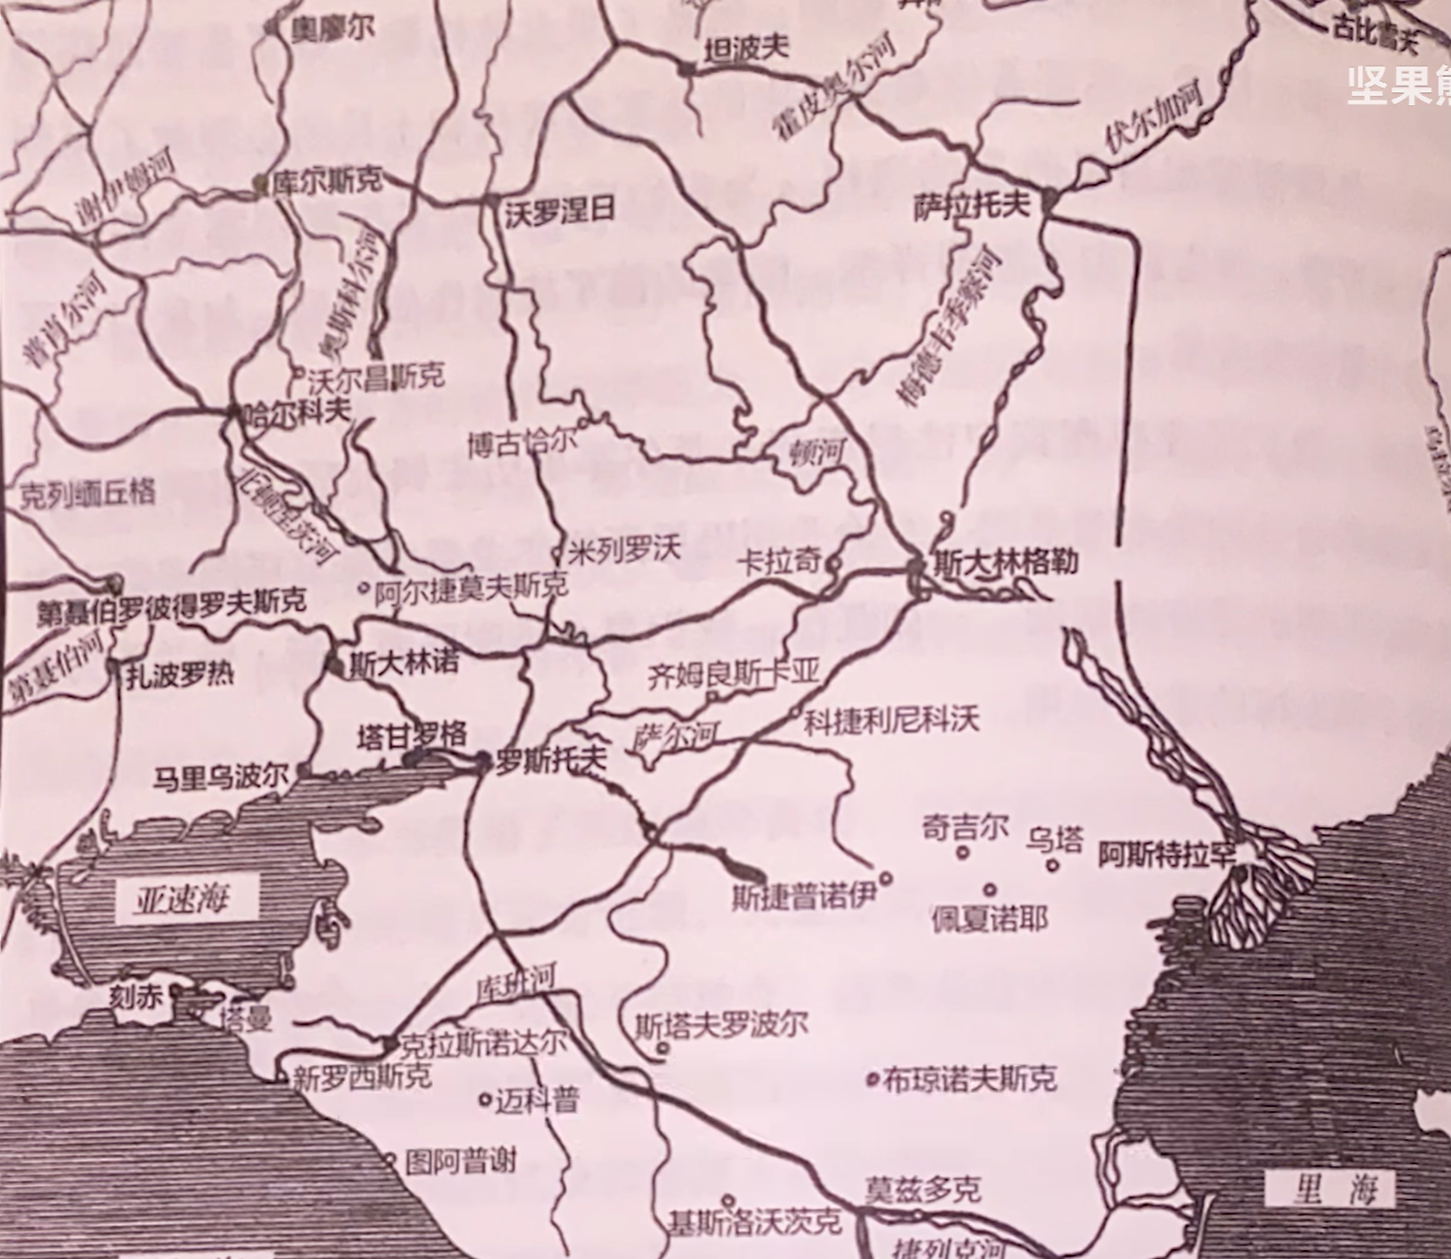 奥廖尔
坦波夫
古比雪夫
坚果熊
霍皮奥尔河
伏尔加河
谢伊姆河
库尔斯克
沃罗涅日
萨拉托夫
普肖尔河
奥斯科尔河
梅德韦季察河
沃尔昌斯克
哈尔科夫
博古恰尔
顿河
克列缅丘格
北顿涅茨河
米列罗沃
卡拉奇
斯大林格勒
阿尔捷莫夫斯克
第聂伯罗彼得罗夫斯克
第聂伯河
扎波罗热
斯大林诺
齐姆良斯卡亚
塔甘罗格
萨尔河
科捷利尼科沃
马里乌波尔
罗斯托夫
奇吉尔
乌塔
阿斯特拉罕
亚速海
斯捷普诺伊
佩夏诺耶
库班河
刻赤
塔曼
斯塔夫罗波尔
克拉斯诺达尔
新罗西斯克
布琼诺夫斯克
迈科普
图阿普谢
莫兹多克
里海
基斯洛沃茨克
捷列克河